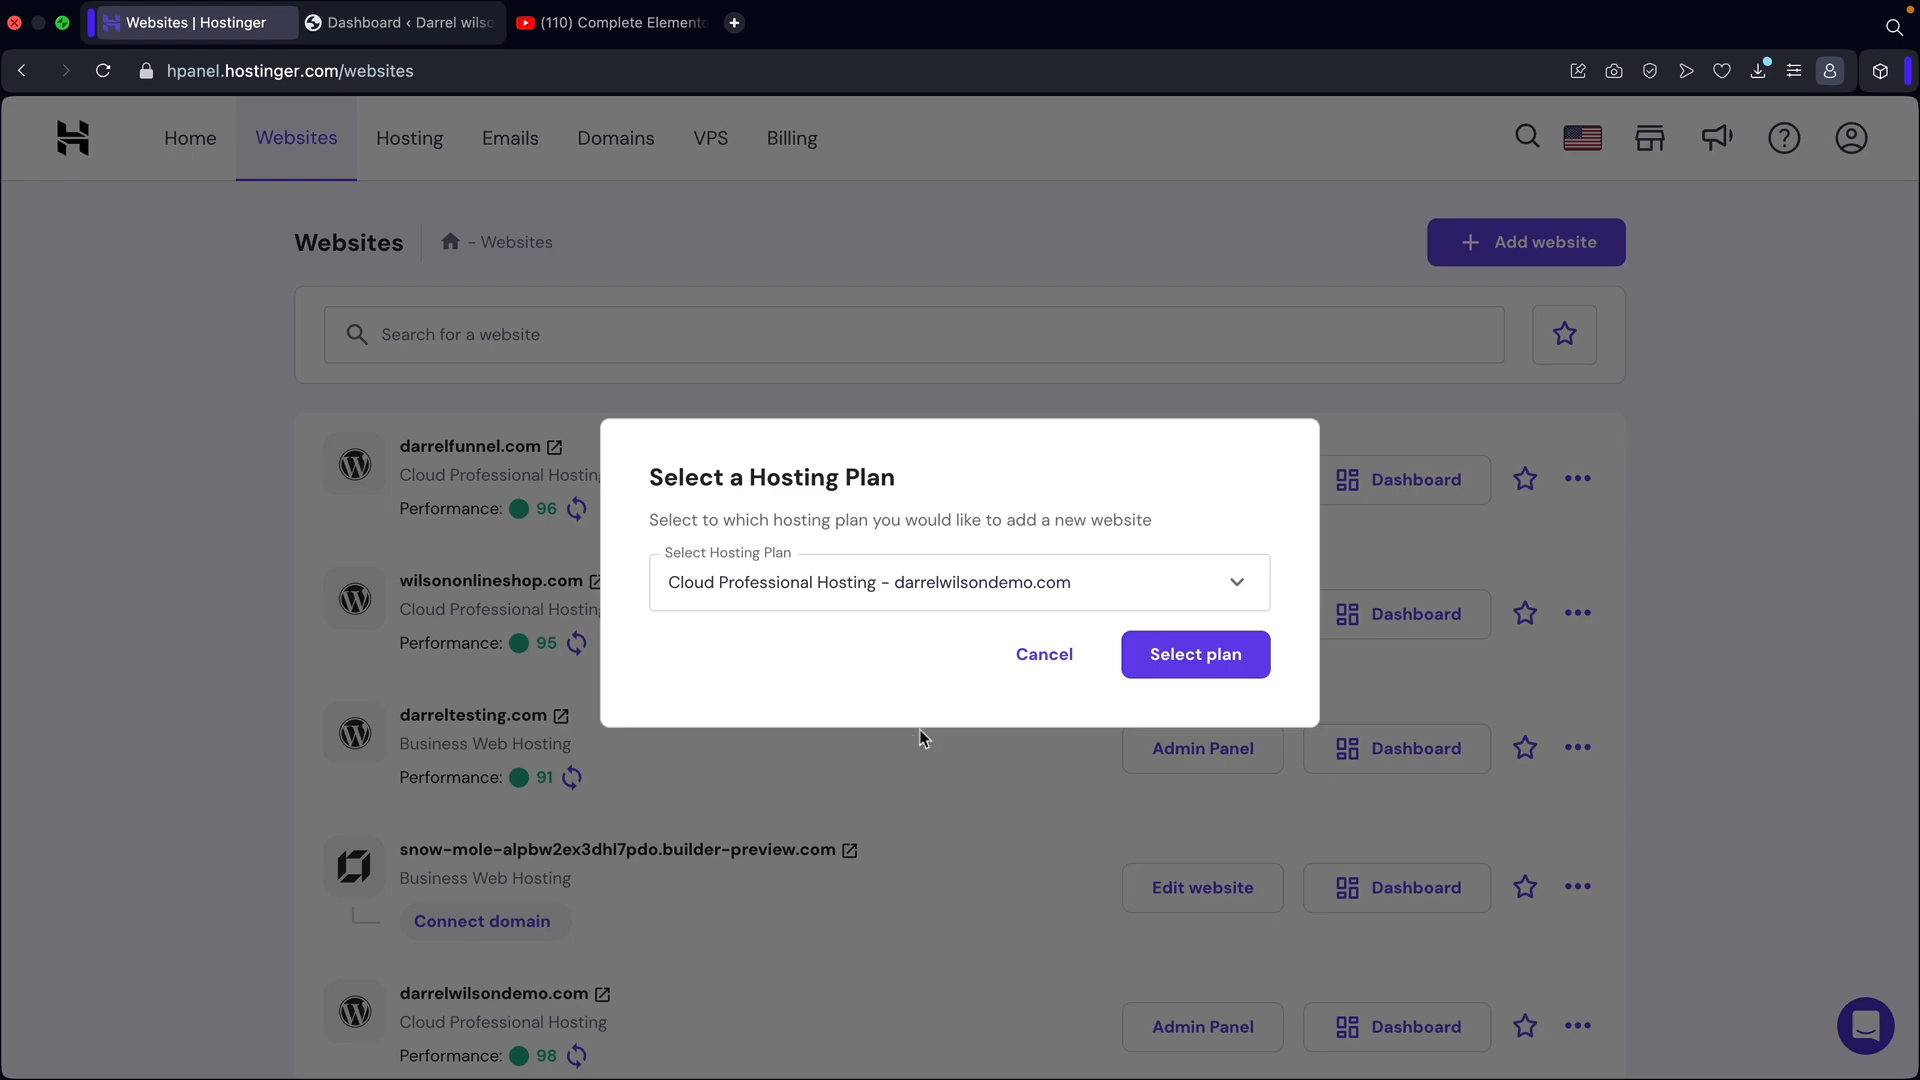 Websites | Hostinger
Dashboard ‹ Darrel wilso
(110) Complete Elemento
hpanel.hostinger.com/websites
Home
Websites
Hosting
Emails
Domains
VPS
Billing
Websites
- Websites
Add website
Search for a website
darrelfunnel.com
Cloud Professional Hosting
Performance: 96
Dashboard
Select a Hosting Plan
Select to which hosting plan you would like to add a new website
Select Hosting Plan
Cloud Professional Hosting - darrelwilsondemo.com
Cancel
Select plan
wilsononlineshop.com
Cloud Professional Hosting
Performance: 95
Dashboard
darreltesting.com
Business Web Hosting
Performance: 91
Admin Panel
Dashboard
snow-mole-alpbw2ex3dhl7pdo.builder-preview.com
Business Web Hosting
Connect domain
Edit website
Dashboard
darrelwilsondemo.com
Cloud Professional Hosting
Performance: 98
Admin Panel
Dashboard